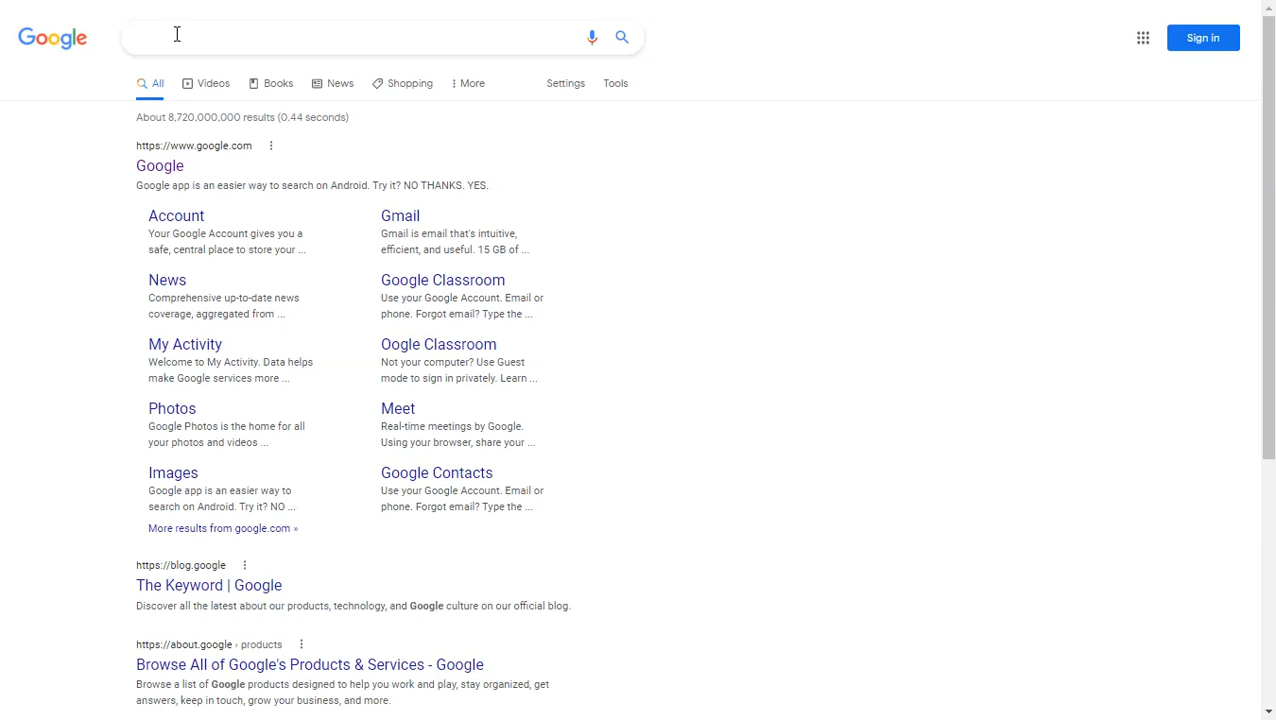 Google
Sign in
All Videos Books News Shopping More Settings Tools
About 8,720,000,000 results (0.44 seconds)
https://www.google.com
Google
Google app is an easier way to search on Android. Try it? NO THANKS. YES.
Account
Your Google Account gives you a
safe, central place to store your ...
Gmail
Gmail is email that's intuitive,
efficient, and useful. 15 GB of ...
News
Comprehensive up-to-date news
coverage, aggregated from ...
Google Classroom
Use your Google Account. Email or
phone. Forgot email? Type the ...
My Activity
Welcome to My Activity. Data helps
make Google services more ...
Oogle Classroom
Not your computer? Use Guest
mode to sign in privately. Learn ...
Photos
Google Photos is the home for all
your photos and videos ...
Meet
Real-time meetings by Google.
Using your browser, share your ...
Images
Google app is an easier way to
search on Android. Try it? NO ...
Google Contacts
Use your Google Account. Email or
phone. Forgot email? Type the ...
More results from google.com »
https://blog.google
The Keyword | Google
Discover all the latest about our products, technology, and Google culture on our official blog.
https://about.google › products
Browse All of Google's Products & Services - Google
Browse a list of Google products designed to help you work and play, stay organized, get
answers, keep in touch, grow your business, and more.